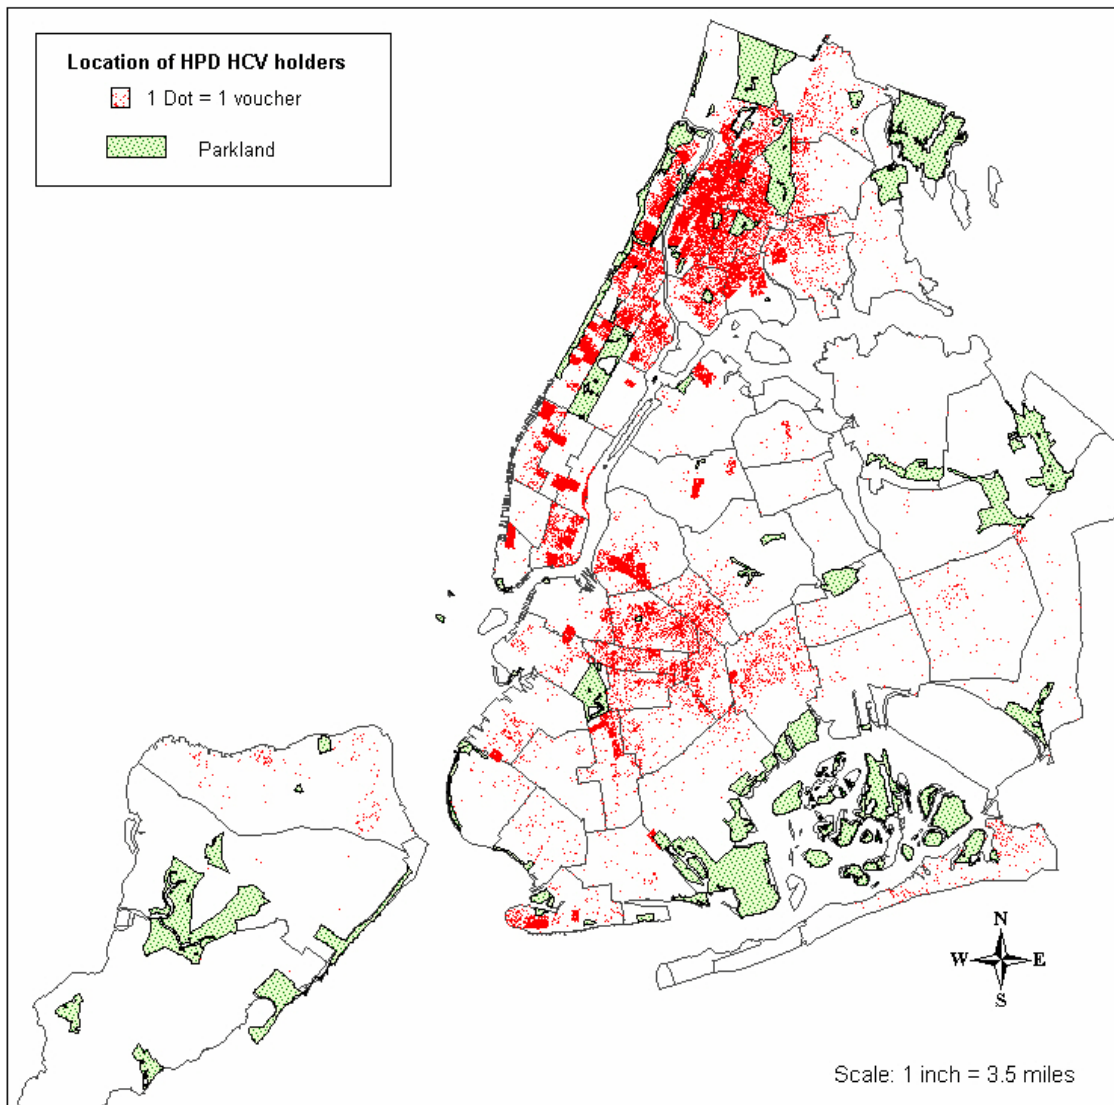 Location of HPD HCV holders
1 Dot = 1 voucher
Parkland
N
W E
S
Scale: 1 inch = 3.5 miles